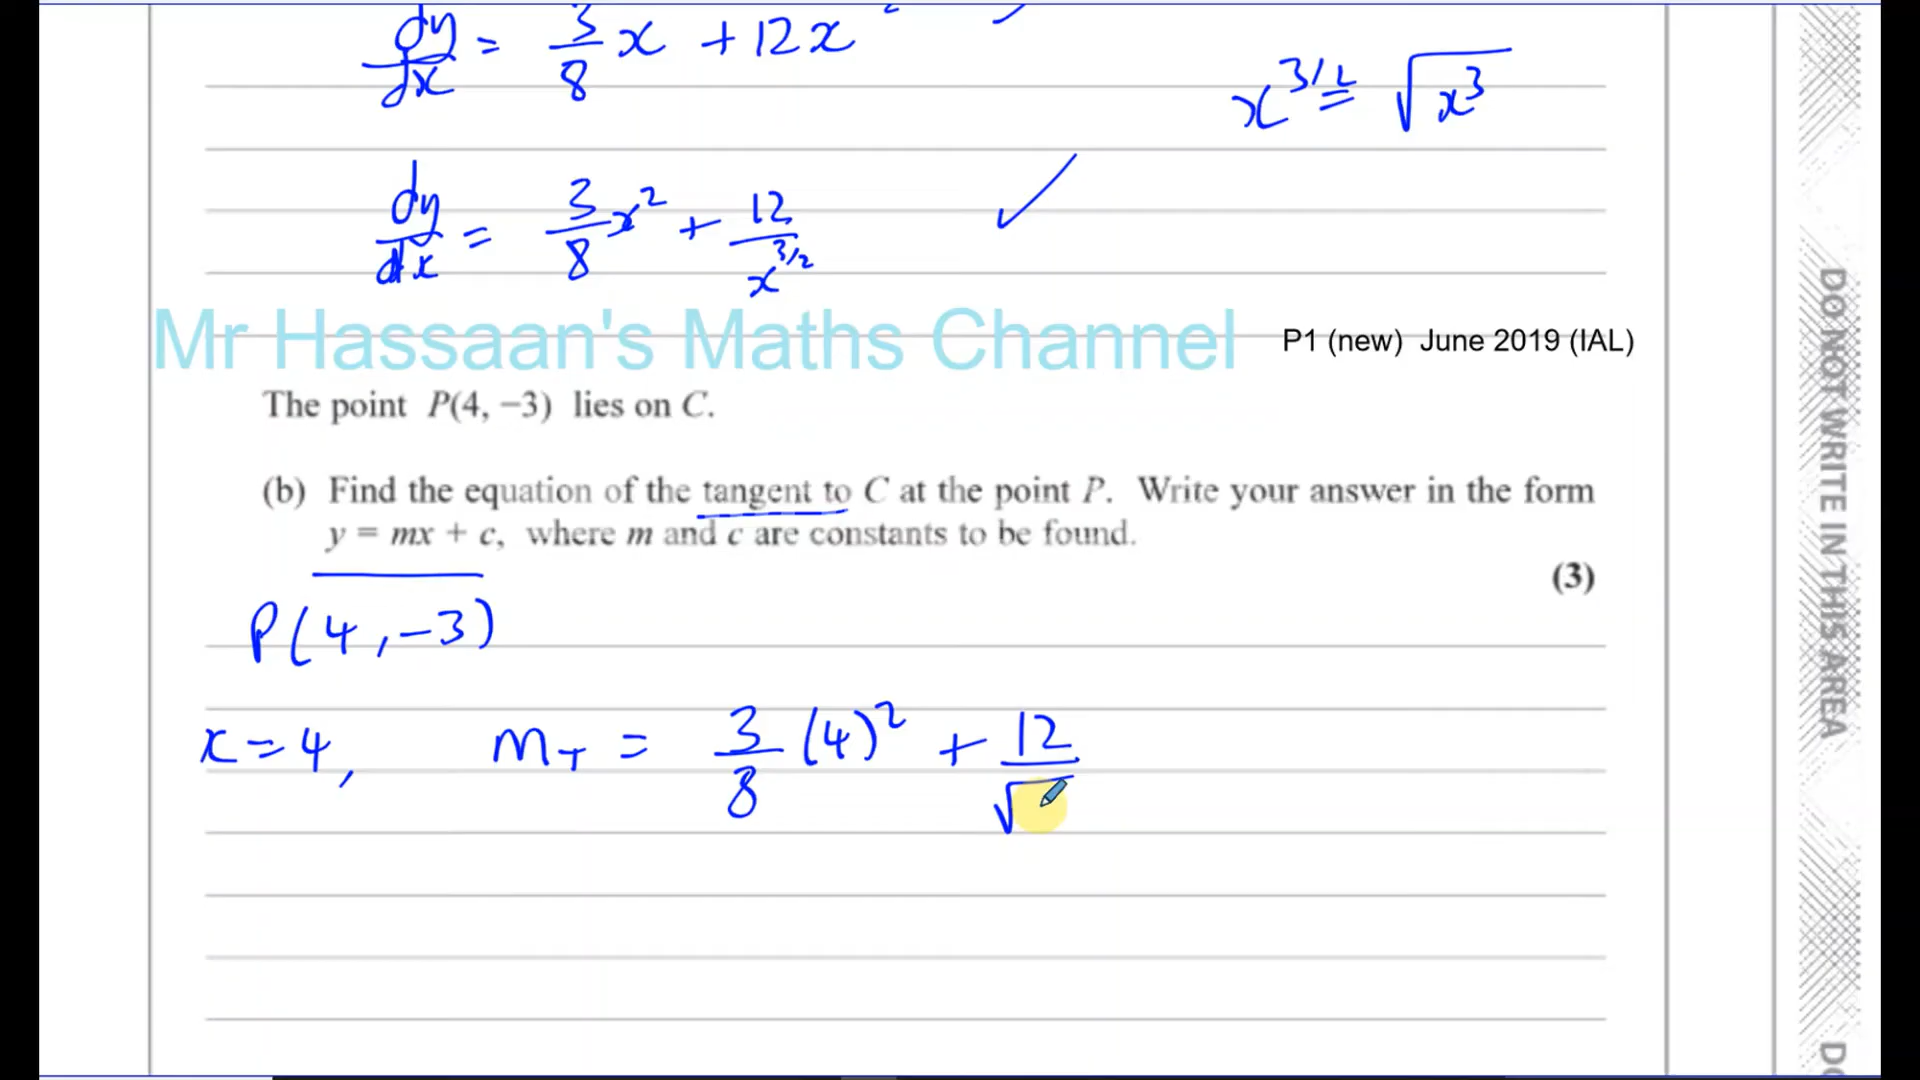 dy/dx = 3/8 x + 12x
x^3/2 = √x^3
dy/dx = 3/8 x^2 + 12/x^3/2 ✓
Mr Hassaan's Maths Channel P1 (new) June 2019 (IAL)
The point P(4, −3) lies on C.
(b) Find the equation of the tangent to C at the point P. Write your answer in the form
y = mx + c, where m and c are constants to be found.
(3)
P(4, −3)
x = 4, m_T = 3/8 (4)^2 + 12/√
DO NOT WRITE IN THIS AREA
DO